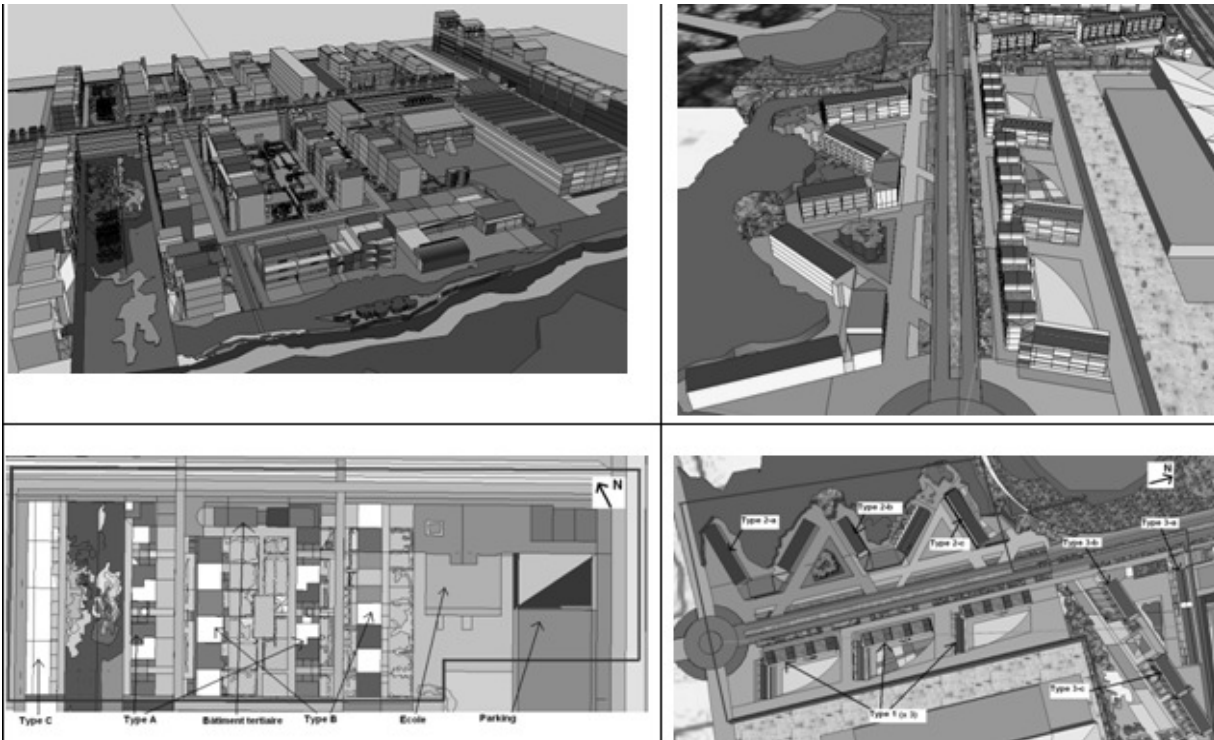 N
Type C
Type A
Bâtiment tertiaire
Type B
Ecole
Parking
N
Type 2-a
Type 2-b
Type 2-c
Type 3-a
Type 3-b
Type 3-c
Type 1 (x 3)